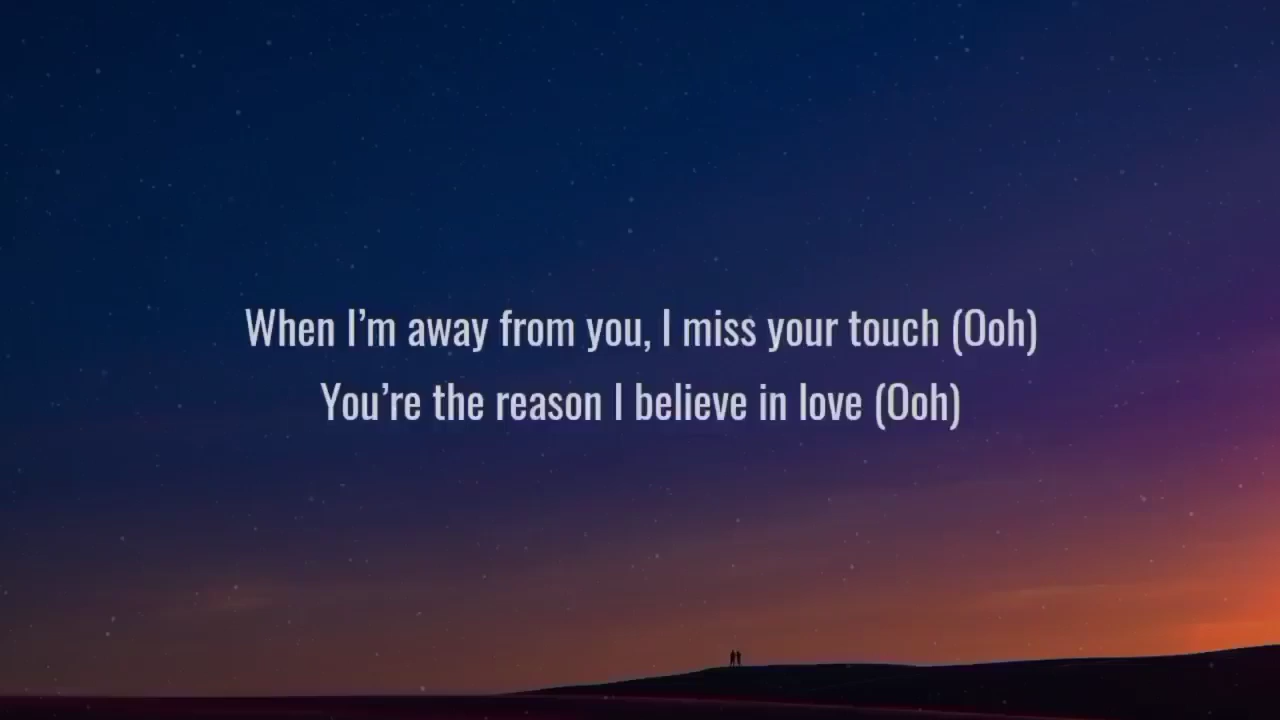 When I’m away from you, I miss your touch (Ooh)
You’re the reason I believe in love (Ooh)